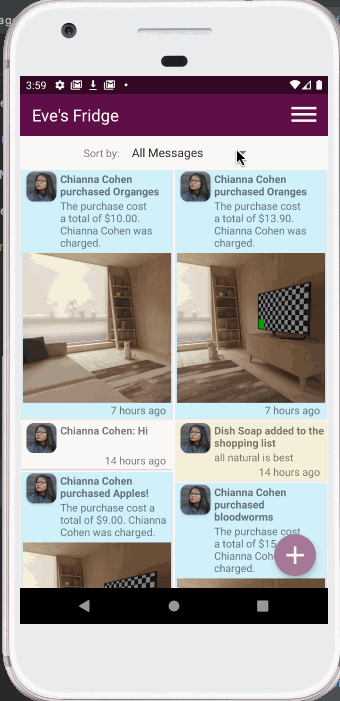 3:59
Eve's Fridge
Sort by: All Messages
Chianna Cohen
purchased Organges
The purchase cost
a total of $10.00.
Chianna Cohen was
charged.
7 hours ago
Chianna Cohen
purchased Oranges
The purchase cost
a total of $13.90.
Chianna Cohen was
charged.
7 hours ago
Chianna Cohen: Hi
14 hours ago
Dish Soap added to the
shopping list
all natural is best
14 hours ago
Chianna Cohen
purchased Apples!
The purchase cost a
total of $9.00. Chianna
Cohen was charged.
Chianna Cohen
purchased
bloodworms
The purchase cost
a total of $15
Chianna Cohen
charged.